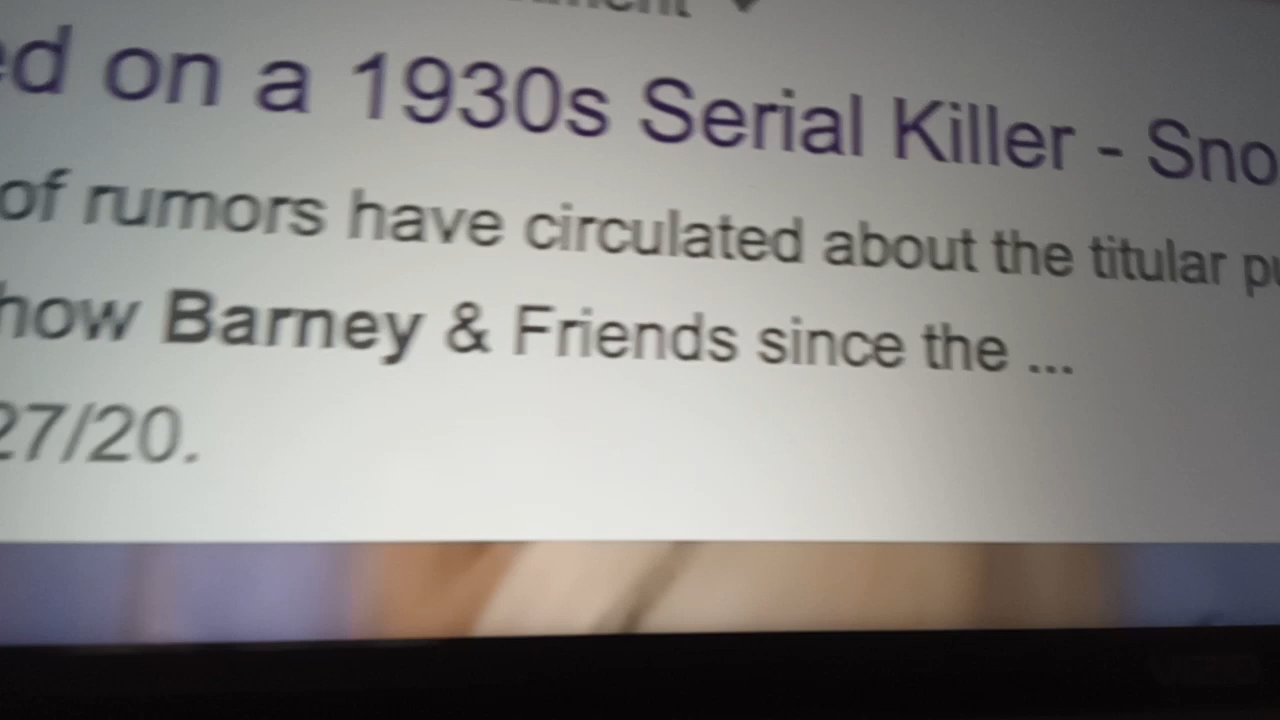 ed on a 1930s Serial Killer - Sno
of rumors have circulated about the titular pu
how Barney & Friends since the ...
27/20.